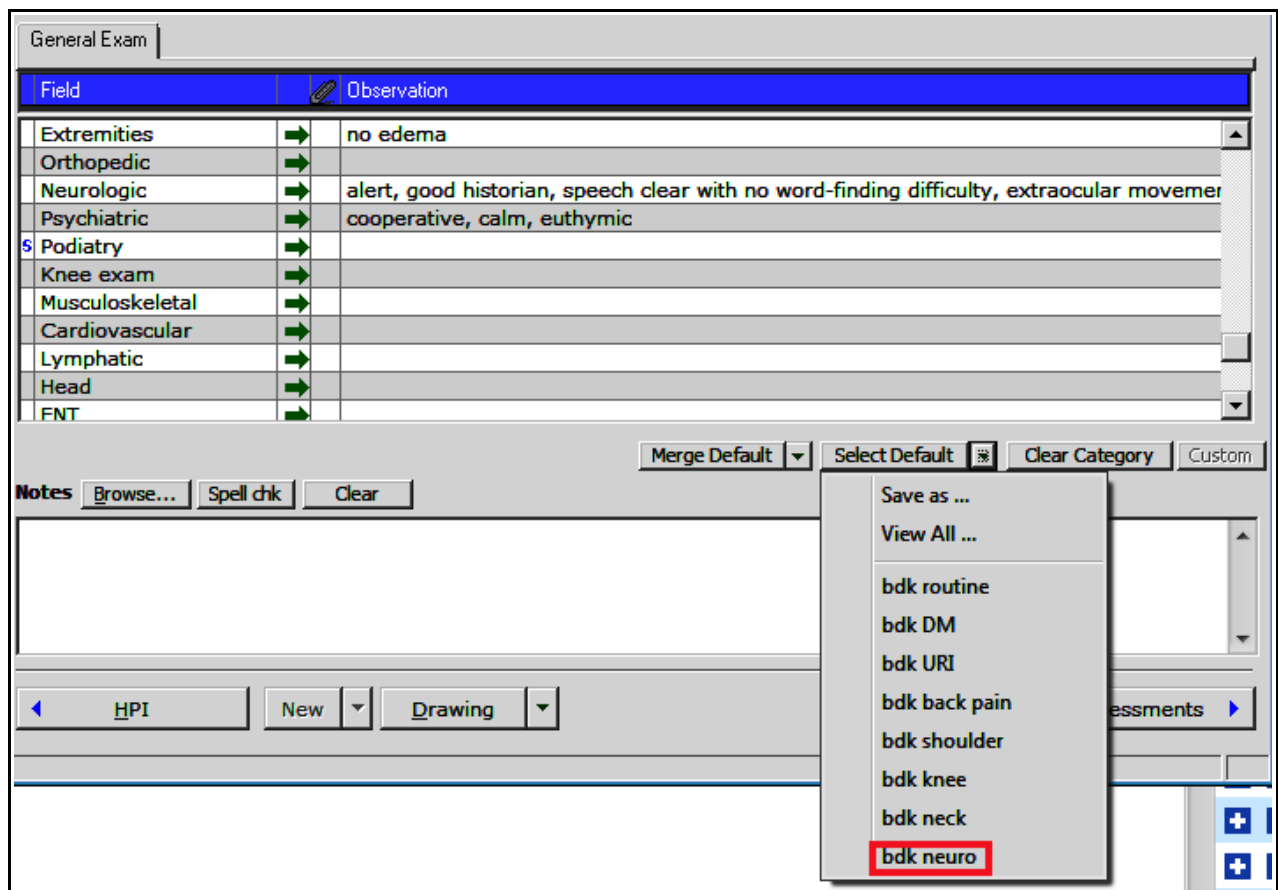 General Exam
Field Observation
Extremities no edema
Orthopedic
Neurologic alert, good historian, speech clear with no word-finding difficulty, extraocular
Psychiatric cooperative, calm, euthymic
S Podiatry
Knee exam
Musculoskeletal
Cardiovascular
Lymphatic
Head
ENT
Merge Default Select Default Clear Category Custom
Notes Browse... Spell chk Clear
Save as ...
View All ...
bdk routine
bdk DM
bdk URI
bdk back pain
bdk shoulder
bdk knee
bdk neck
bdk neuro
HPI New Drawing essments